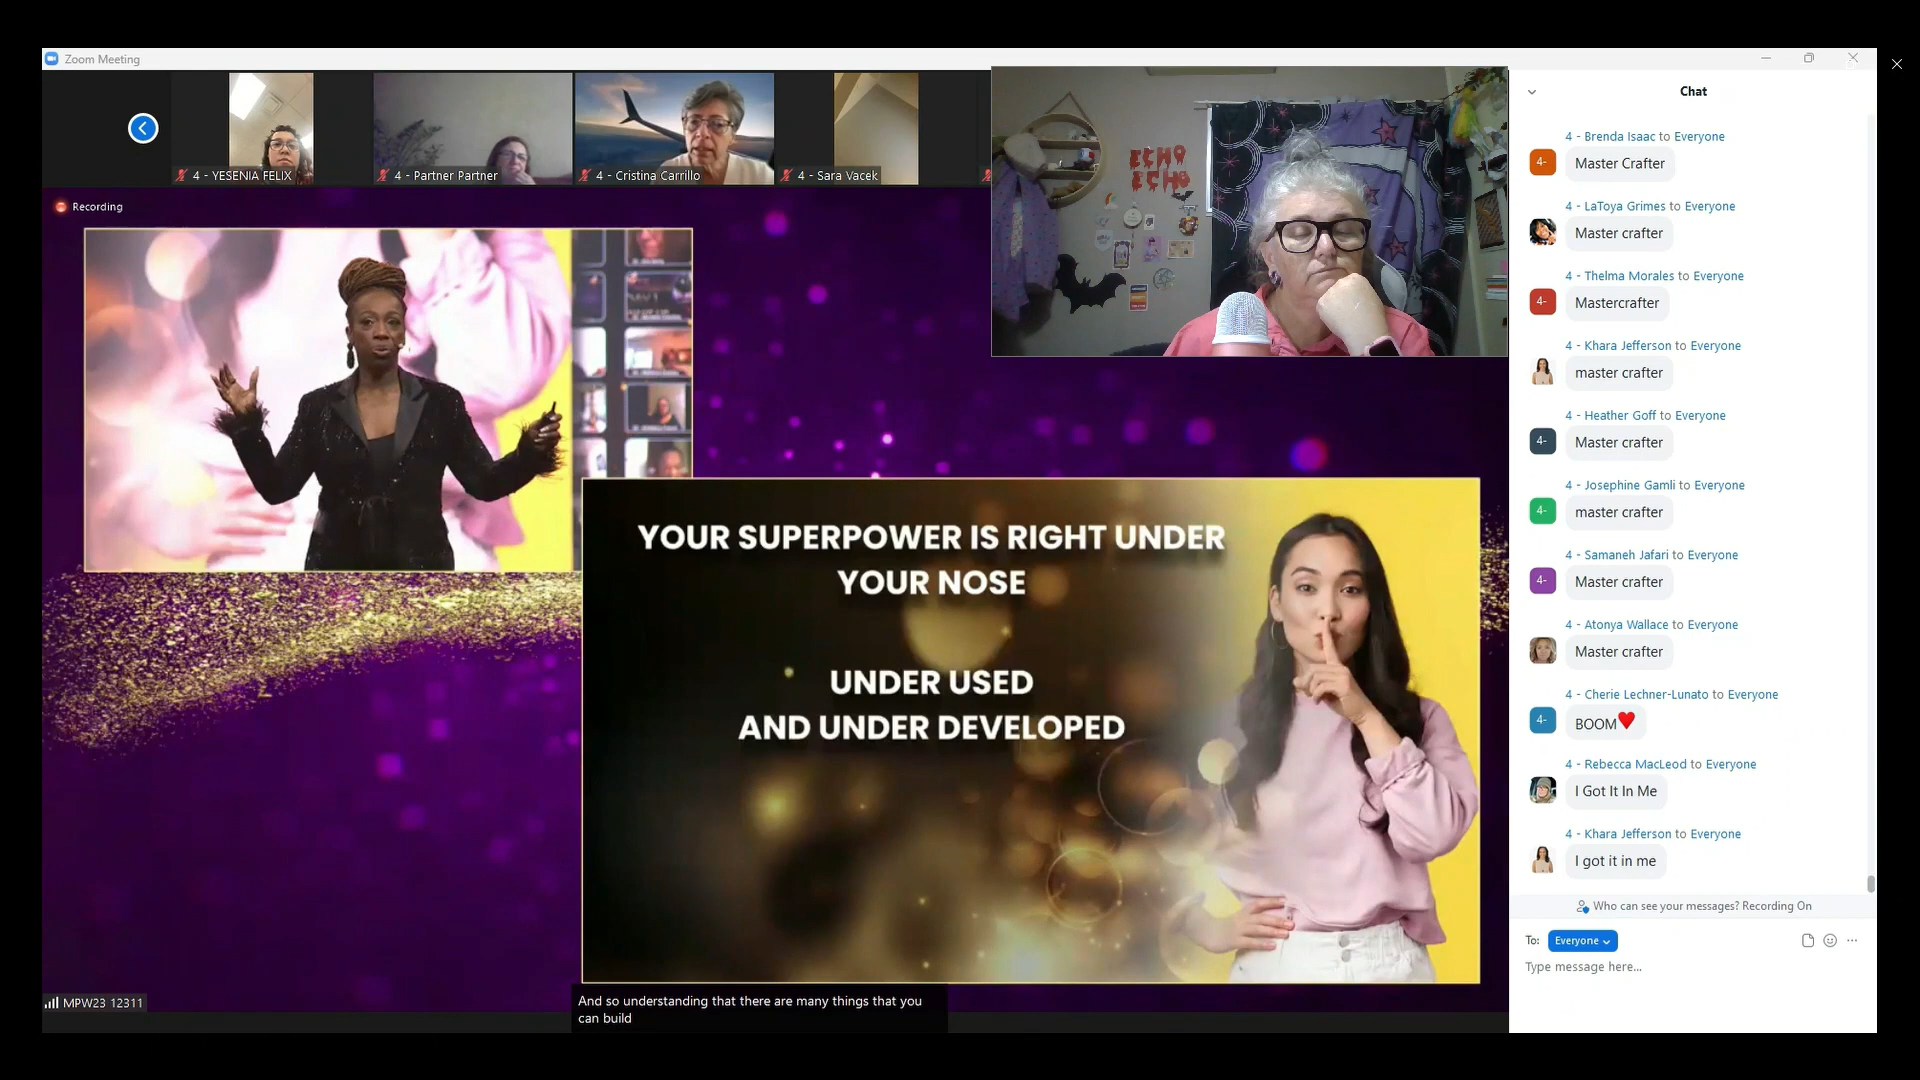 Zoom Meeting
4 - YESENIA FELIX
4 - Partner Partner
4 - Cristina Carrillo
4 - Sara Vacek
Recording
ECHO
ECHO
YOUR SUPERPOWER IS RIGHT UNDER
YOUR NOSE
UNDER USED
AND UNDER DEVELOPED
MPW23 12311
And so understanding that there are many things that you
can build
Chat
4 - Brenda Isaac to Everyone
4-
Master Crafter
4 - LaToya Grimes to Everyone
Master crafter
4 - Thelma Morales to Everyone
4-
Mastercrafter
4 - Khara Jefferson to Everyone
master crafter
4 - Heather Goff to Everyone
4-
Master crafter
4 - Josephine Gamli to Everyone
4-
master crafter
4 - Samaneh Jafari to Everyone
4-
Master crafter
4 - Atonya Wallace to Everyone
Master crafter
4 - Cherie Lechner-Lunato to Everyone
4-
BOOM❤
4 - Rebecca MacLeod to Everyone
I Got It In Me
4 - Khara Jefferson to Everyone
I got it in me
Who can see your messages? Recording On
To: Everyone
Type message here...